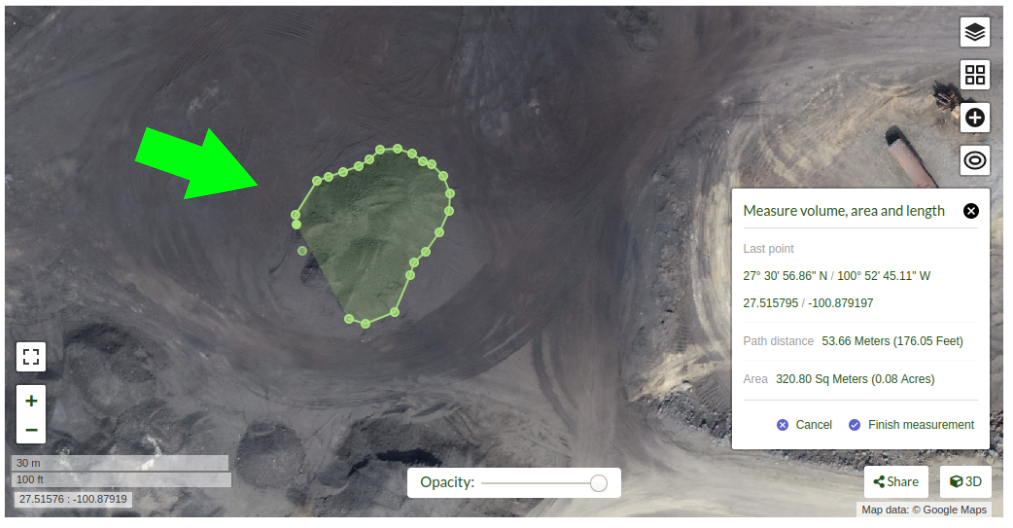 Measure volume, area and length
Last point
27° 30' 56.86" N / 100° 52' 45.11" W
27.515795 / -100.879197
Path distance 53.66 Meters (176.05 Feet)
Area 320.80 Sq Meters (0.08 Acres)
Cancel Finish measurement
+
−
30 m
100 ft
27.51576 : -100.87919
Opacity:
Share
3D
Map data: © Google Maps